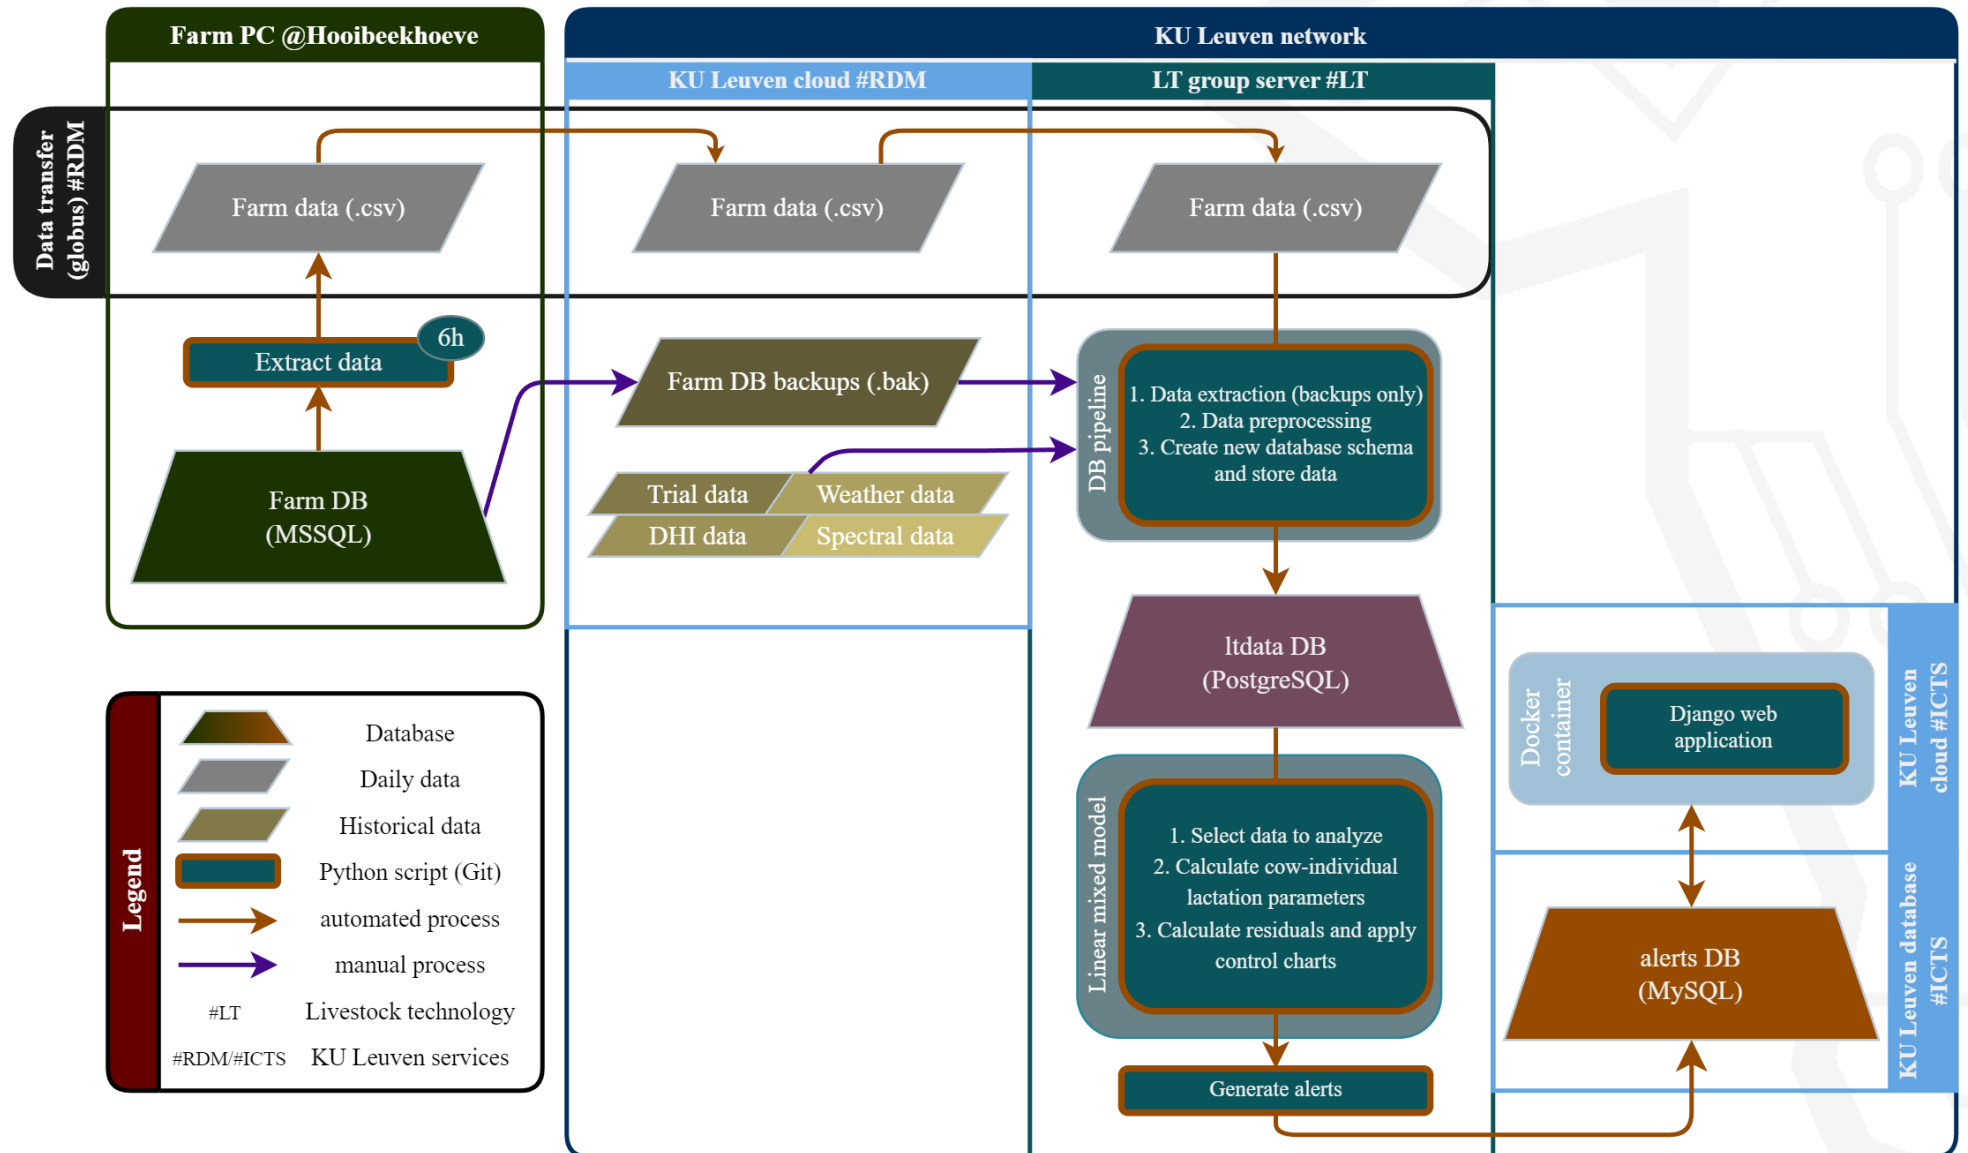 Farm PC @Hooibeekhoeve
KU Leuven network
KU Leuven cloud #RDM
LT group server #LT
Data transfer
(globus) #RDM
Farm data (.csv)
Farm data (.csv)
Farm data (.csv)
6h
Extract data
Farm DB
(MSSQL)
Farm DB backups (.bak)
Trial data
Weather data
DHI data
Spectral data
DB pipeline
1. Data extraction (backups only)
2. Data preprocessing
3. Create new database schema
and store data
ltdata DB
(PostgreSQL)
Linear mixed model
1. Select data to analyze
2. Calculate cow-individual
lactation parameters
3. Calculate residuals and apply
control charts
Generate alerts
Docker
container
Django web
application
KU Leuven
cloud #ICTS
alerts DB
(MySQL)
KU Leuven database
#ICTS
Legend
Database
Daily data
Historical data
Python script (Git)
automated process
manual process
#LT
Livestock technology
#RDM/#ICTS
KU Leuven services